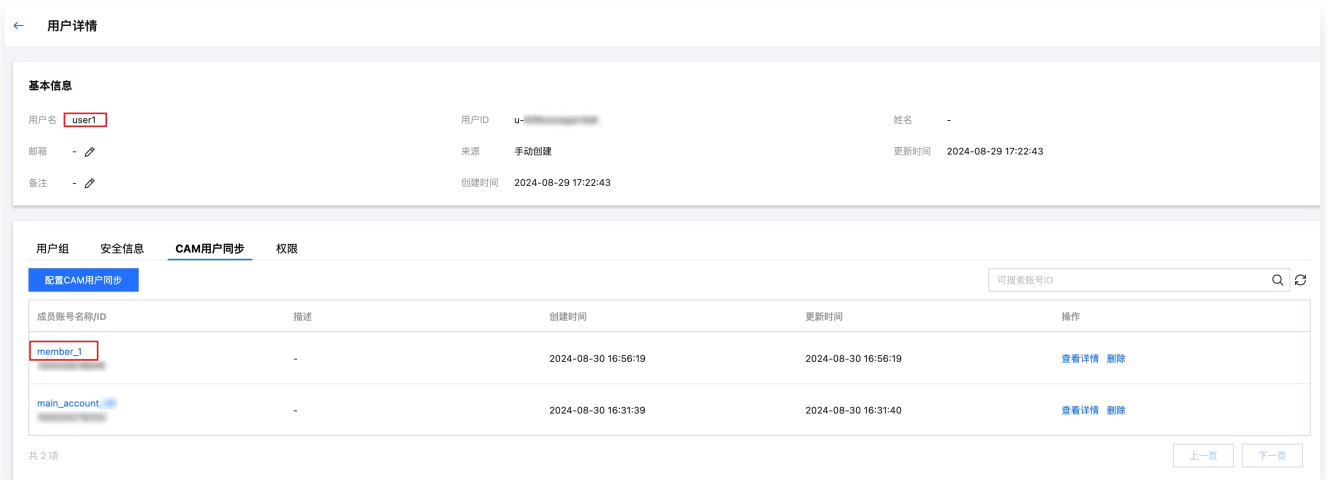 用户详情
基本信息
用户名 user1 用户ID u- 姓名 -
邮箱 - 来源 手动创建 更新时间 2024-08-29 17:22:43
备注 - 创建时间 2024-08-29 17:22:43
用户组 安全信息 CAM用户同步 权限
配置CAM用户同步 可搜索账号ID
成员账号名称/ID 描述 创建时间 更新时间 操作
member_1 - 2024-08-30 16:56:19 2024-08-30 16:56:19 查看详情 删除
main_account - 2024-08-30 16:31:39 2024-08-30 16:31:40 查看详情 删除
共 2 项 上一页 下一页